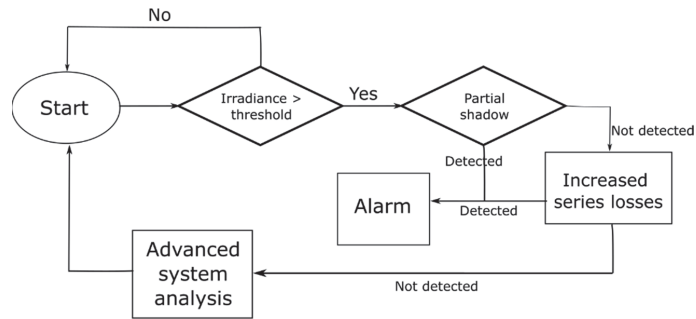 No
Start
Irradiance >
threshold
Yes
Partial
shadow
Not detected
Detected
Increased
series losses
Alarm
Detected
Advanced
system
analysis
Not detected